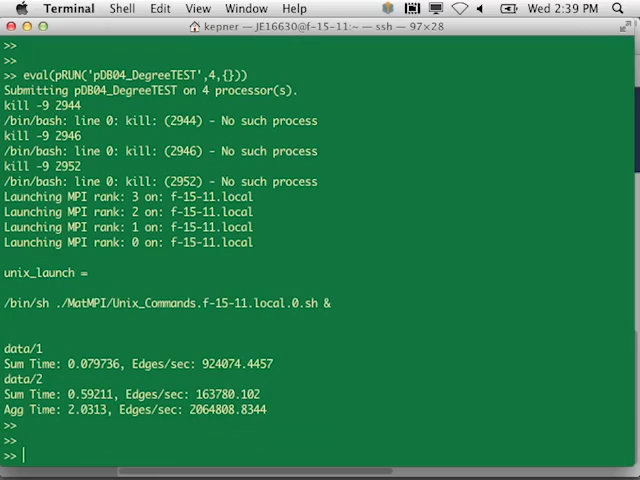 Terminal Shell Edit View Window Help Wed 2:39 PM
kepner — JE16630@f-15-11:~ — ssh — 97×28
>>
>>
>> eval(pRUN('pDB04_DegreeTEST',4,{}))
Submitting pDB04_DegreeTEST on 4 processor(s).
kill -9 2944
/bin/bash: line 0: kill: (2944) - No such process
kill -9 2946
/bin/bash: line 0: kill: (2946) - No such process
kill -9 2952
/bin/bash: line 0: kill: (2952) - No such process
Launching MPI rank: 3 on: f-15-11.local
Launching MPI rank: 2 on: f-15-11.local
Launching MPI rank: 1 on: f-15-11.local
Launching MPI rank: 0 on: f-15-11.local
unix_launch =
/bin/sh ./MatMPI/Unix_Commands.f-15-11.local.0.sh &
data/1
Sum Time: 0.079736, Edges/sec: 924074.4457
data/2
Sum Time: 0.59211, Edges/sec: 163780.102
Agg Time: 2.0313, Edges/sec: 2064808.8344
>>
>>
>>